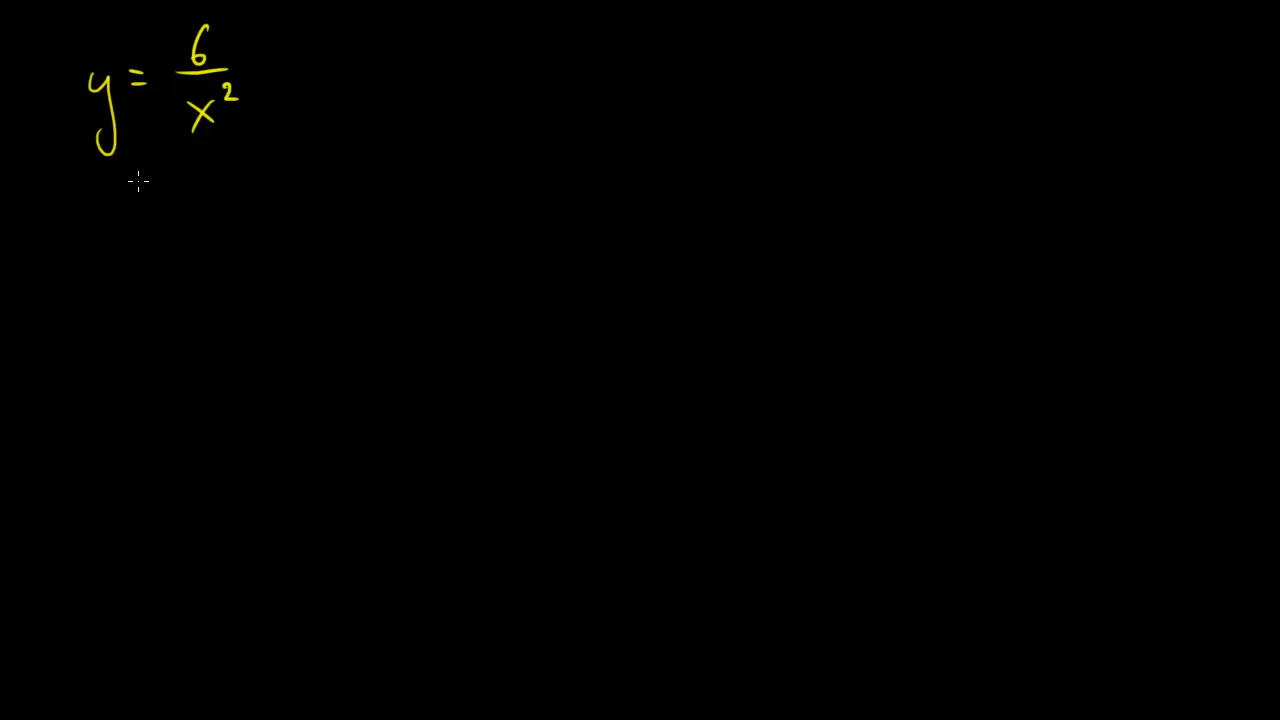 y = 6/x²